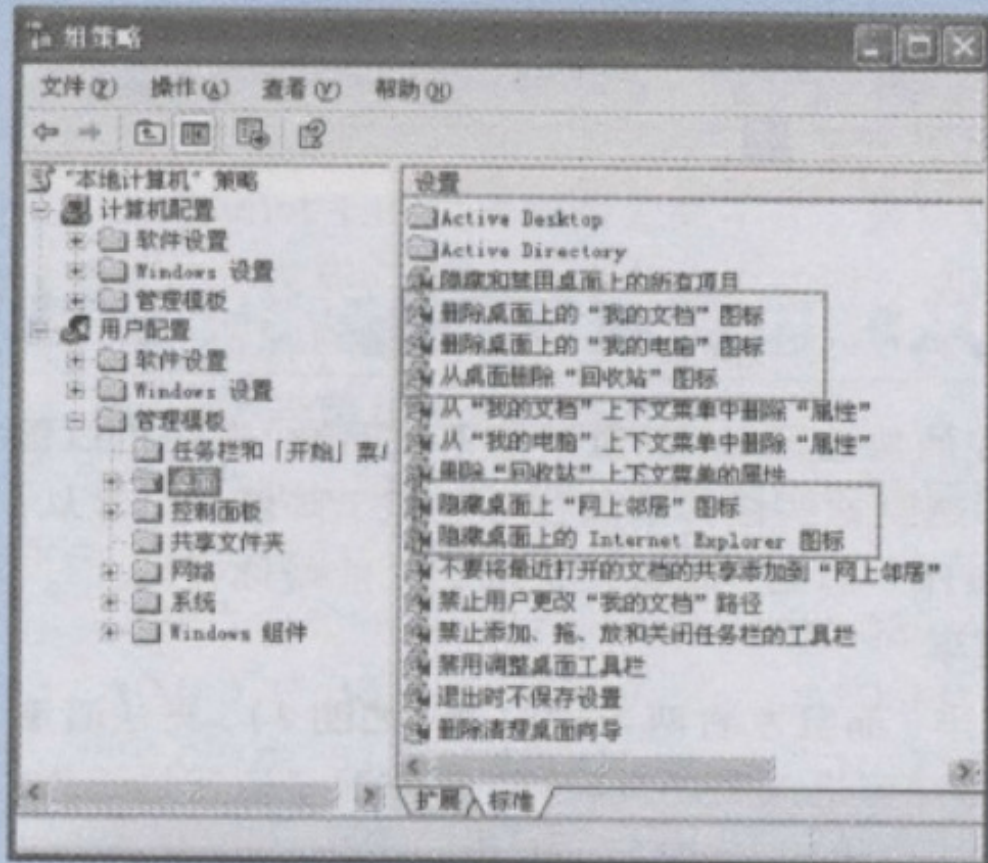 组策略
文件(F) 操作(A) 查看(V) 帮助(H)
“本地计算机”策略
计算机配置
软件设置
Windows 设置
管理模板
用户配置
软件设置
Windows 设置
管理模板
任务栏和「开始」菜
桌面
控制面板
共享文件夹
网络
系统
Windows 组件
设置
Active Desktop
Active Directory
隐藏和禁用桌面上的所有项目
删除桌面上的“我的文档”图标
删除桌面上的“我的电脑”图标
从桌面删除“回收站”图标
从“我的文档”上下文菜单中删除“属性”
从“我的电脑”上下文菜单中删除“属性”
删除“回收站”上下文菜单的属性
隐藏桌面上“网上邻居”图标
隐藏桌面上的 Internet Explorer 图标
不要将最近打开的文档的共享添加到“网上邻居”
禁止用户更改“我的文档”路径
禁止添加、拖、放和关闭任务栏的工具栏
禁用调整桌面工具栏
退出时不保存设置
删除清理桌面向导
扩展 标准